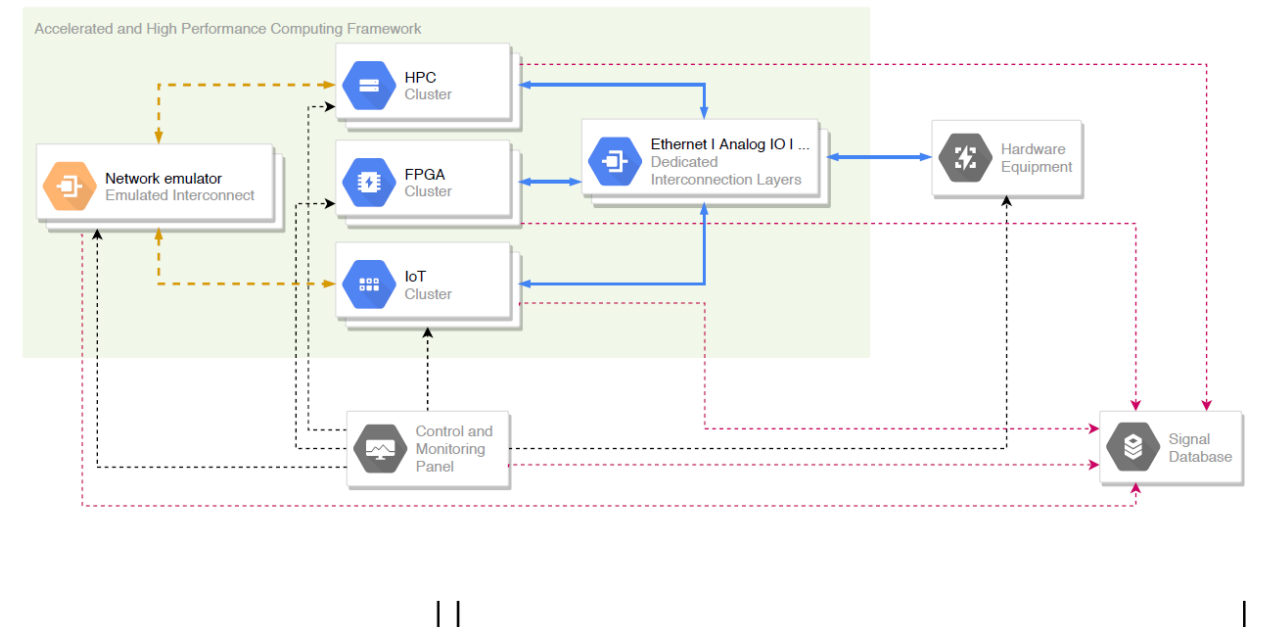 Accelerated and High Performance Computing Framework
HPC
Cluster
Network emulator
Emulated Interconnect
FPGA
Cluster
IoT
Cluster
Ethernet I Analog IO I ...
Dedicated
Interconnection Layers
Hardware
Equipment
Control and
Monitoring
Panel
Signal
Database